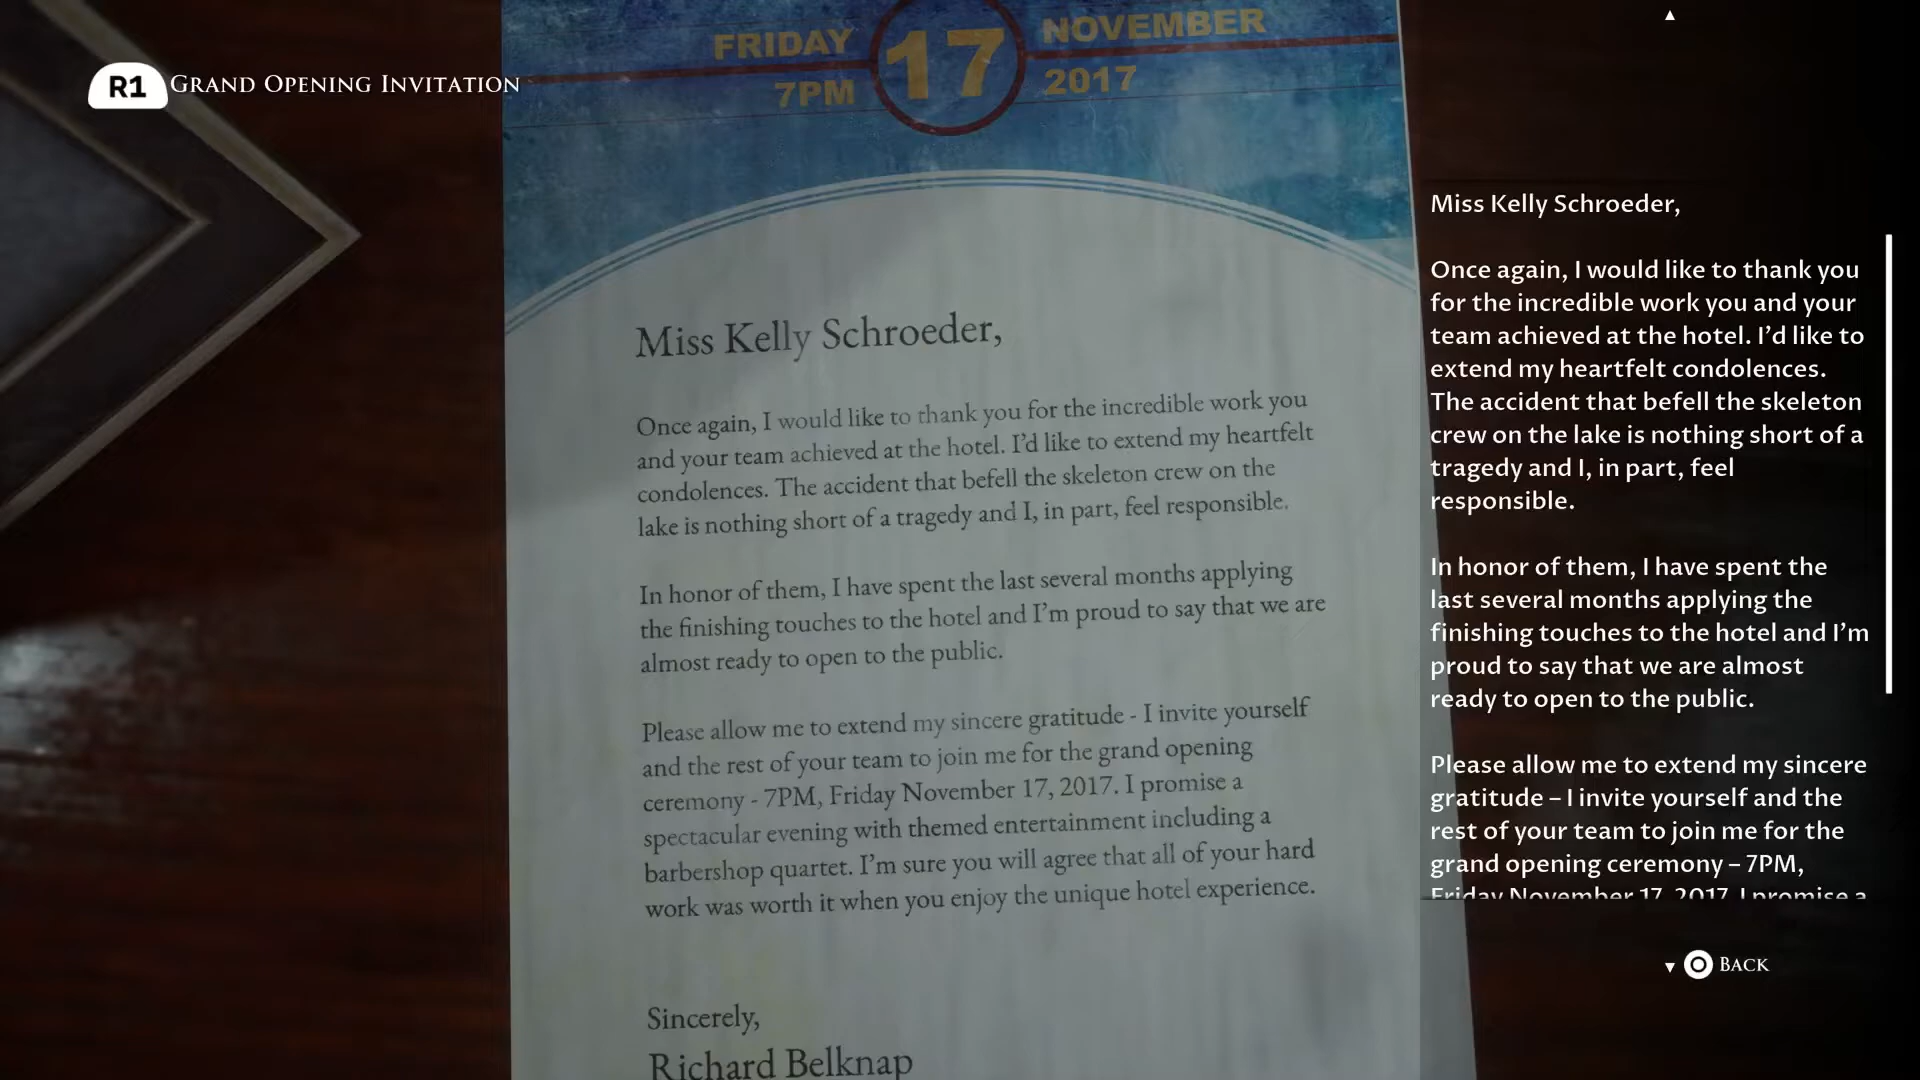 FRIDAY 17 NOVEMBER
7PM 2017
R1 GRAND OPENING INVITATION
Miss Kelly Schroeder,
Once again, I would like to thank you for the incredible work you
and your team achieved at the hotel. I'd like to extend my heartfelt
condolences. The accident that befell the skeleton crew on the
lake is nothing short of a tragedy and I, in part, feel responsible.
In honor of them, I have spent the last several months applying
the finishing touches to the hotel and I'm proud to say that we are
almost ready to open to the public.
Please allow me to extend my sincere gratitude - I invite yourself
and the rest of your team to join me for the grand opening
ceremony - 7PM, Friday November 17, 2017. I promise a
spectacular evening with themed entertainment including a
barbershop quartet. I'm sure you will agree that all of your hard
work was worth it when you enjoy the unique hotel experience.
Sincerely,
Richard Belknap
Miss Kelly Schroeder,
Once again, I would like to thank you
for the incredible work you and your
team achieved at the hotel. I'd like to
extend my heartfelt condolences.
The accident that befell the skeleton
crew on the lake is nothing short of a
tragedy and I, in part, feel
responsible.
In honor of them, I have spent the
last several months applying the
finishing touches to the hotel and I'm
proud to say that we are almost
ready to open to the public.
Please allow me to extend my sincere
gratitude – I invite yourself and the
rest of your team to join me for the
grand opening ceremony – 7PM,
Friday November 17, 2017. I promise a
BACK